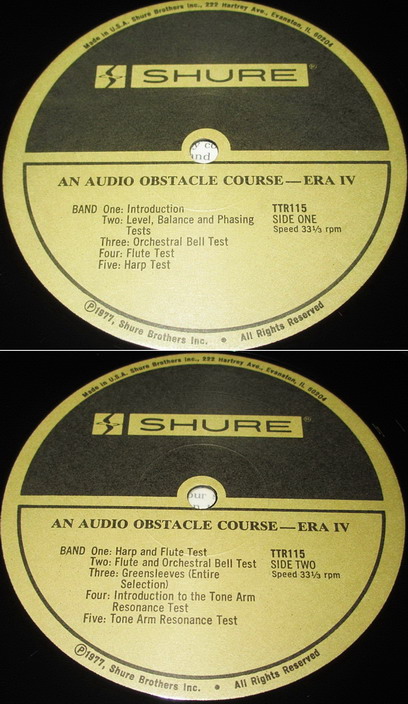 Made in U.S.A. Shure Brothers Inc., 222 Hartrey Ave., Evanston, IL 60204
SHURE®
AN AUDIO OBSTACLE COURSE—ERA IV
BAND One: Introduction
Two: Level, Balance and Phasing
Tests
Three: Orchestral Bell Test
Four: Flute Test
Five: Harp Test
TTR115
SIDE ONE
Speed 33⅓ rpm
Ⓟ1977, Shure Brothers Inc. • All Rights Reserved
Made in U.S.A. Shure Brothers Inc., 222 Hartrey Ave., Evanston, IL 60204
SHURE®
AN AUDIO OBSTACLE COURSE—ERA IV
BAND One: Harp and Flute Test
Two: Flute and Orchestral Bell Test
Three: Greensleeves (Entire
Selection)
Four: Introduction to the Tone Arm
Resonance Test
Five: Tone Arm Resonance Test
TTR115
SIDE TWO
Speed 33⅓ rpm
Ⓟ1977, Shure Brothers Inc. • All Rights Reserved